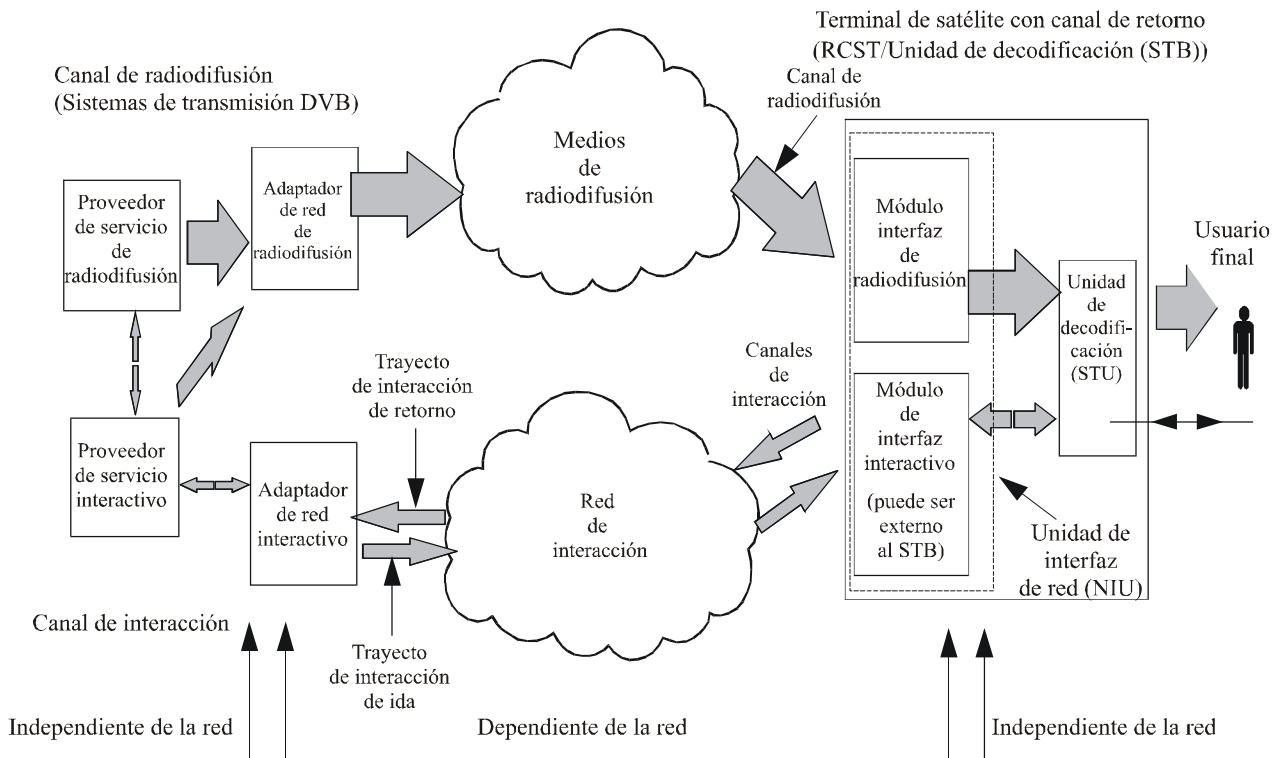 Terminal de satélite con canal de retorno
(RCST/Unidad de decodificación (STB))
Canal de radiodifusión
(Sistemas de transmisión DVB)
Canal de
radiodifusión
Medios
de
radiodifusión
Adaptador
de red
de
radiodifusión
Proveedor
de servicio
de
radiodifusión
Módulo
interfaz
de
radiodifusión
Usuario
final
Unidad
de
decodifi-
cación
(STU)
Trayecto
de interacción
de retorno
Canales
de
interacción
Módulo
de
interfaz
interactivo
(puede ser
externo
al STB)
Proveedor
de servicio
interactivo
Adaptador
de red
interactivo
Red
de
interacción
Unidad de
interfaz
de red (NIU)
Canal de interacción
Trayecto
de interacción
de ida
Independiente de la red
Dependiente de la red
Independiente de la red